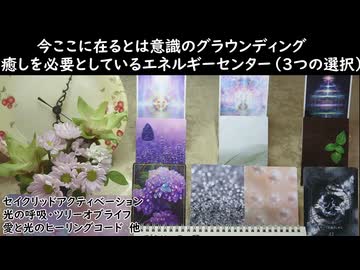 今ここに在るとは意識のグラウンディング
癒しを必要としているエネルギーセンター(3つの選択)
セイクリッドアクティベーション
光の呼吸・ツリーオブライフ
愛と光のヒーリングコード 他